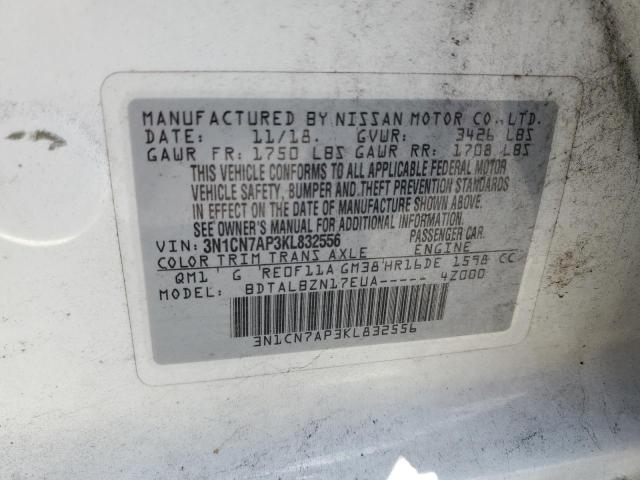 MANUFACTURED BY NISSAN MOTOR CO., LTD.
DATE: 11/18. GVWR: 3426 LBS
GAWR FR: 1750 LBS GAWR RR: 1708 LBS
THIS VEHICLE CONFORMS TO ALL APPLICABLE FEDERAL MOTOR
VEHICLE SAFETY, BUMPER AND THEFT PREVENTION STANDARDS
IN EFFECT ON THE DATE OF MANUFACTURE SHOWN ABOVE.
SEE OWNER'S MANUAL FOR ADDITIONAL INFORMATION.
VIN: 3N1CN7AP3KL832556 PASSENGER CAR
COLOR TRIM TRANS AXLE ENGINE
QM1 G RE0F11A GM38 HR16DE 1598 CC
MODEL: BDTALBZN17EUA----- 4Z000
3N1CN7AP3KL832556